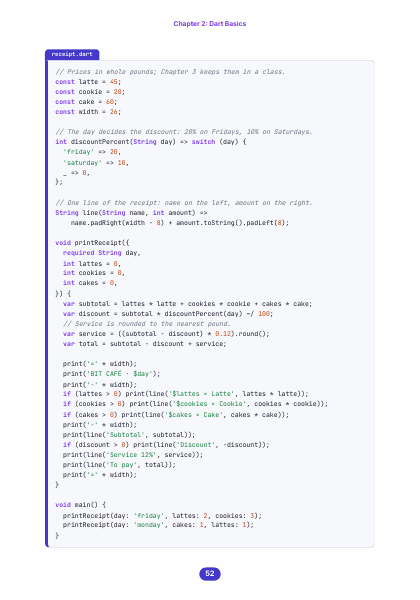 Chapter 2: Dart Basics
receipt.dart
// Prices in whole pounds; Chapter 3 keeps them in a class.
const latte = 45;
const cookie = 20;
const cake = 60;
const width = 26;

// The day decides the discount: 20% on Fridays, 10% on Saturdays.
int discountPercent(String day) => switch (day) {
  'friday' => 20,
  'saturday' => 10,
  _ => 0,
};

// One line of the receipt: name on the left, amount on the right.
String line(String name, int amount) =>
    name.padRight(width - 8) + amount.toString().padLeft(8);

void printReceipt({
  required String day,
  int lattes = 0,
  int cookies = 0,
  int cakes = 0,
}) {
  var subtotal = lattes * latte + cookies * cookie + cakes * cake;
  var discount = subtotal * discountPercent(day) ~/ 100;
  // Service is rounded to the nearest pound.
  var service = ((subtotal - discount) * 0.12).round();
  var total = subtotal - discount + service;

  print('=' * width);
  print('BIT CAFÉ · $day');
  print('-' * width);
  if (lattes > 0) print(line('$lattes × Latte', lattes * latte));
  if (cookies > 0) print(line('$cookies × Cookie', cookies * cookie));
  if (cakes > 0) print(line('$cakes × Cake', cakes * cake));
  print('-' * width);
  print(line('Subtotal', subtotal));
  if (discount > 0) print(line('Discount', -discount));
  print(line('Service 12%', service));
  print(line('To pay', total));
  print('=' * width);
}

void main() {
  printReceipt(day: 'friday', lattes: 2, cookies: 3);
  printReceipt(day: 'monday', cakes: 1, lattes: 1);
}
52